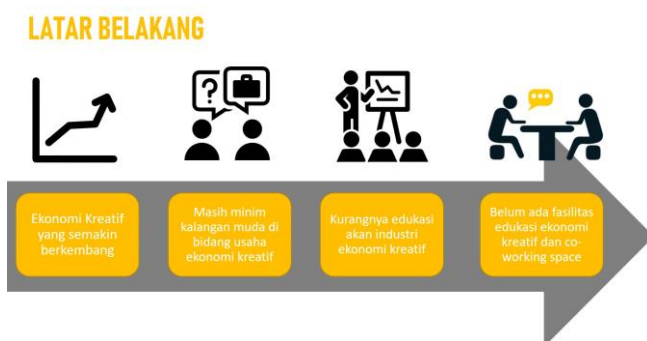 LATAR BELAKANG
?
Ekonomi Kreatif
yang semakin
berkembang
Masih minim
kalangan muda di
bidang usaha
ekonomi kreatif
Kurangnya edukasi
akan industri
ekonomi kreatif
Belum ada fasilitas
edukasi ekonomi
kreatif dan co-
working space